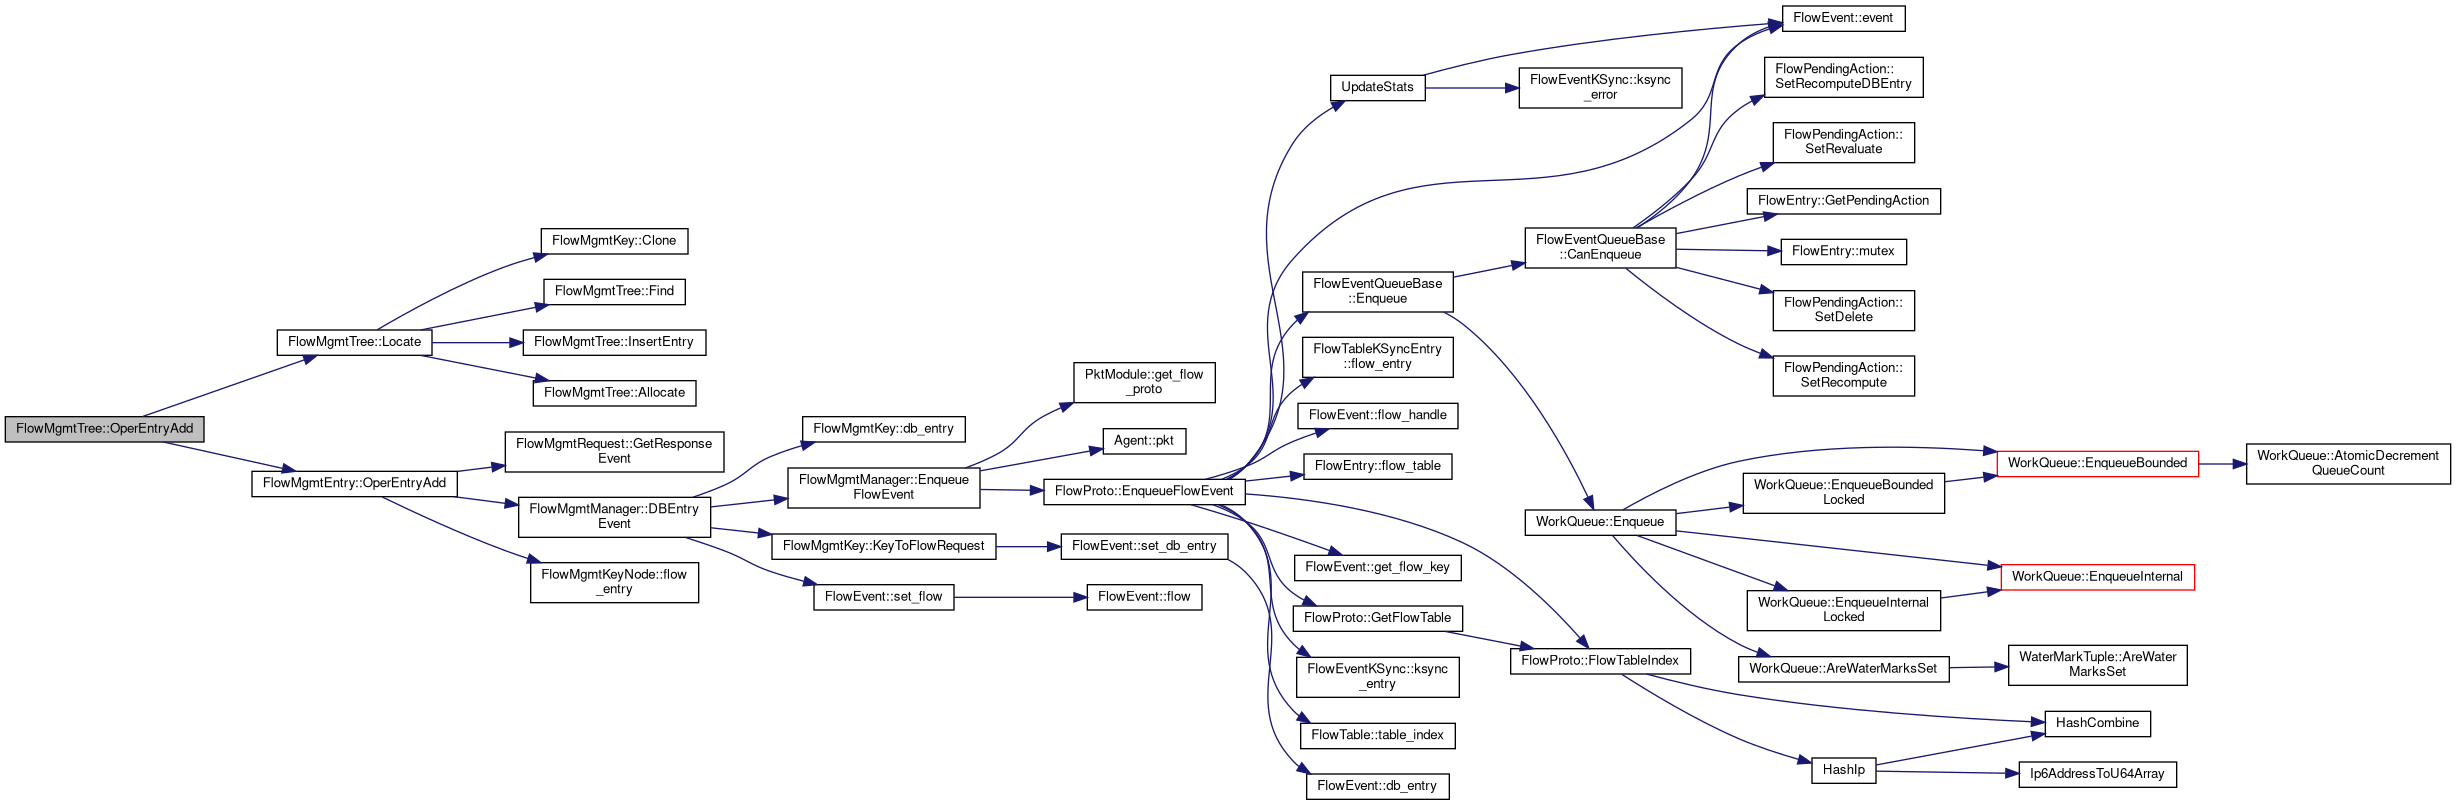 FlowMgmtTree::OperEntryAdd
FlowMgmtTree::Locate
FlowMgmtKey::Clone
FlowMgmtTree::Find
FlowMgmtTree::InsertEntry
FlowMgmtTree::Allocate
FlowMgmtEntry::OperEntryAdd
FlowMgmtRequest::GetResponse
Event
FlowMgmtManager::DBEntry
Event
FlowMgmtKeyNode::flow
_entry
FlowMgmtKey::db_entry
FlowMgmtManager::Enqueue
FlowEvent
FlowMgmtKey::KeyToFlowRequest
FlowEvent::set_flow
PktModule::get_flow
_proto
Agent::pkt
FlowProto::EnqueueFlowEvent
FlowEvent::set_db_entry
FlowEvent::flow
UpdateStats
FlowEventQueueBase
::Enqueue
FlowTableKSyncEntry
::flow_entry
FlowEvent::flow_handle
FlowEntry::flow_table
FlowEvent::get_flow_key
FlowProto::GetFlowTable
FlowEventKSync::ksync
_entry
FlowTable::table_index
FlowEvent::db_entry
FlowEventKSync::ksync
_error
FlowEventQueueBase
::CanEnqueue
WorkQueue::Enqueue
FlowProto::FlowTableIndex
FlowEvent::event
FlowPendingAction::
SetRecomputeDBEntry
FlowPendingAction::
SetRevaluate
FlowEntry::GetPendingAction
FlowEntry::mutex
FlowPendingAction::
SetDelete
FlowPendingAction::
SetRecompute
WorkQueue::EnqueueBounded
Locked
WorkQueue::EnqueueInternal
Locked
WorkQueue::AreWaterMarksSet
HashIp
WorkQueue::EnqueueBounded
WorkQueue::EnqueueInternal
WaterMarkTuple::AreWater
MarksSet
HashCombine
Ip6AddressToU64Array
WorkQueue::AtomicDecrement
QueueCount